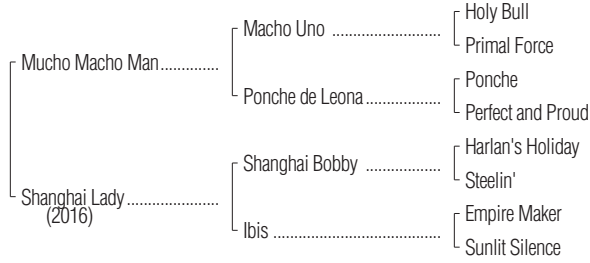 Holy Bull
Macho Uno ..........................
Primal Force
Mucho Macho Man..............
Ponche
Ponche de Leona..................
Perfect and Proud
Harlan's Holiday
Shanghai Bobby ..................
Steelin'
Shanghai Lady ......................
(2016)
Empire Maker
Ibis ........................................
Sunlit Silence